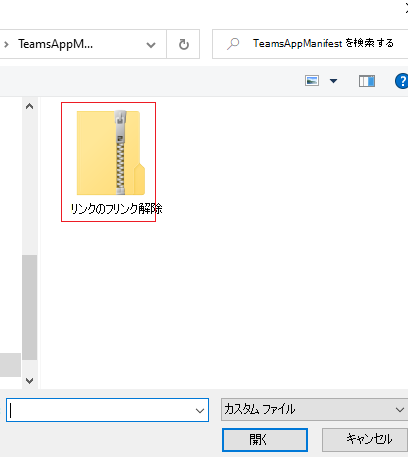 TeamsAppM...
TeamsAppManifest を検索する
リンクのフリンク解除
カスタム ファイル
開く
キャンセル